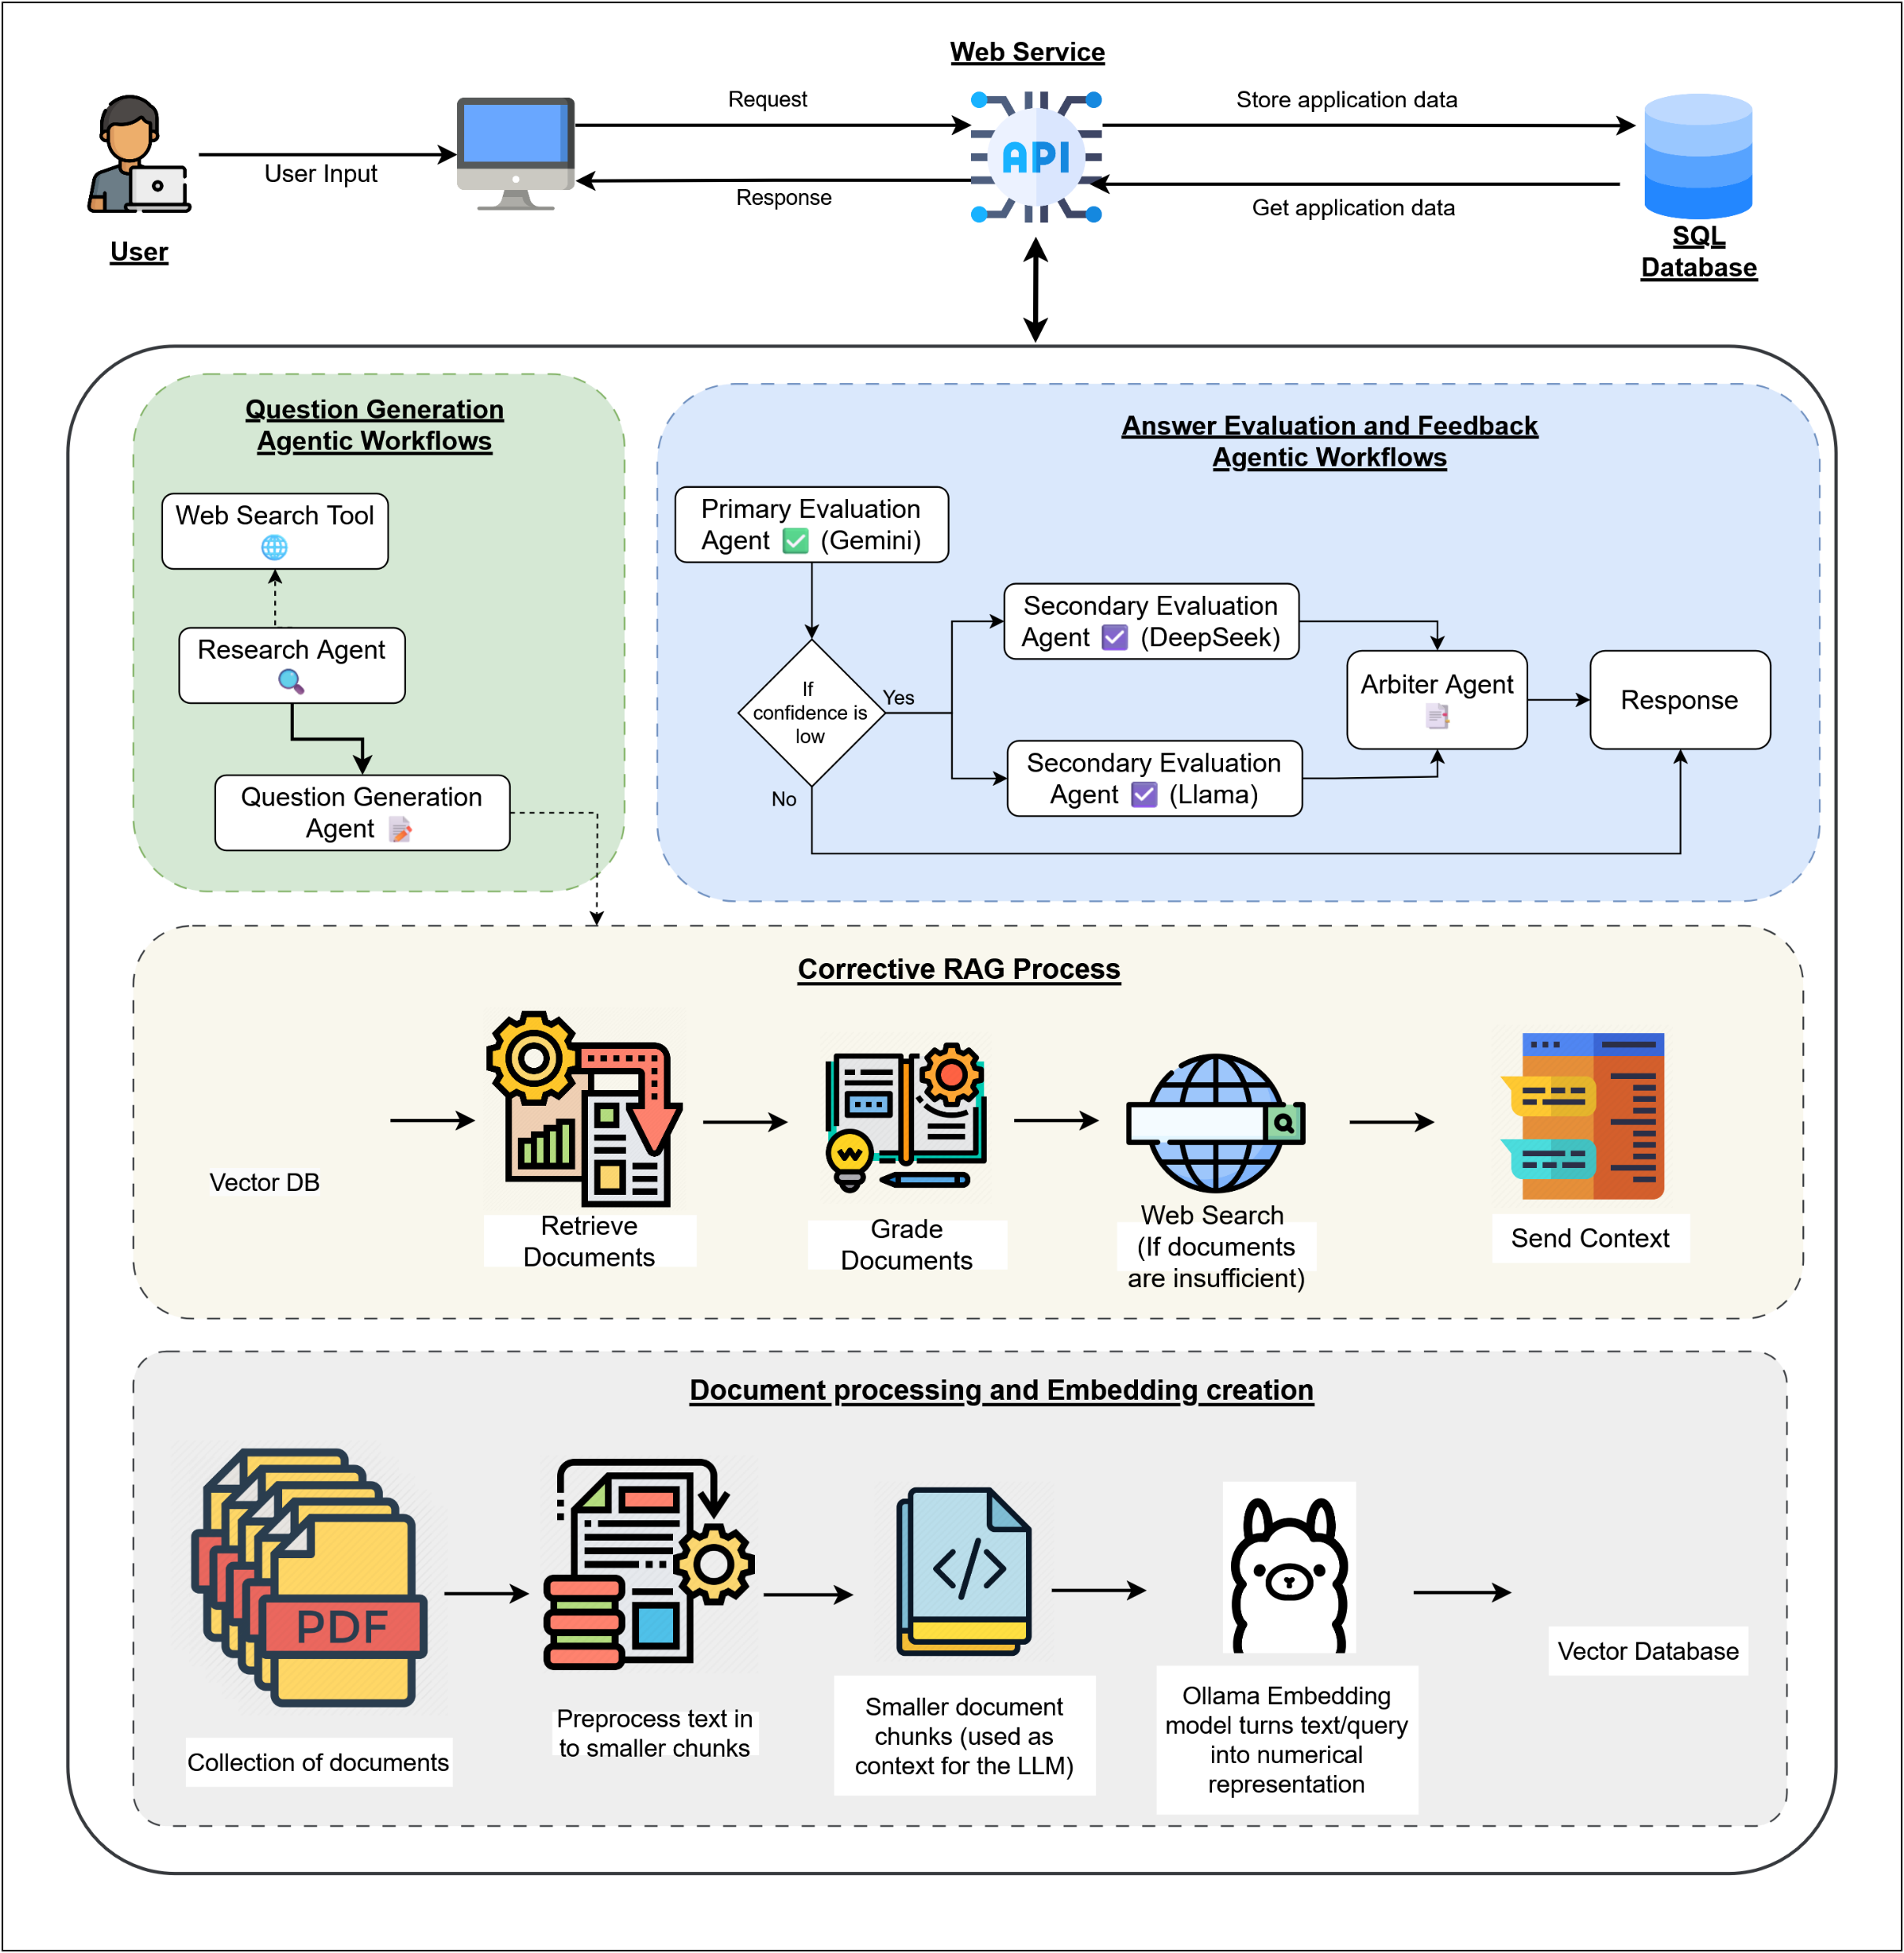 Web Service
Request
Store application data
API
User Input
Response
Get application data
User
SQL
Database
Question Generation
Agentic Workflows
Web Search Tool
Research Agent
Question Generation
Agent
Answer Evaluation and Feedback
Agentic Workflows
Primary Evaluation
Agent (Gemini)
If
confidence is
low
Yes
No
Secondary Evaluation
Agent (DeepSeek)
Secondary Evaluation
Agent (Llama)
Arbiter Agent
Response
Corrective RAG Process
Vector DB
Retrieve
Documents
Grade
Documents
Web Search
(If documents
are insufficient)
Send Context
Document processing and Embedding creation
PDF
Collection of documents
Preprocess text in
to smaller chunks
Smaller document
chunks (used as
context for the LLM)
Ollama Embedding
model turns text/query
into numerical
representation
Vector Database